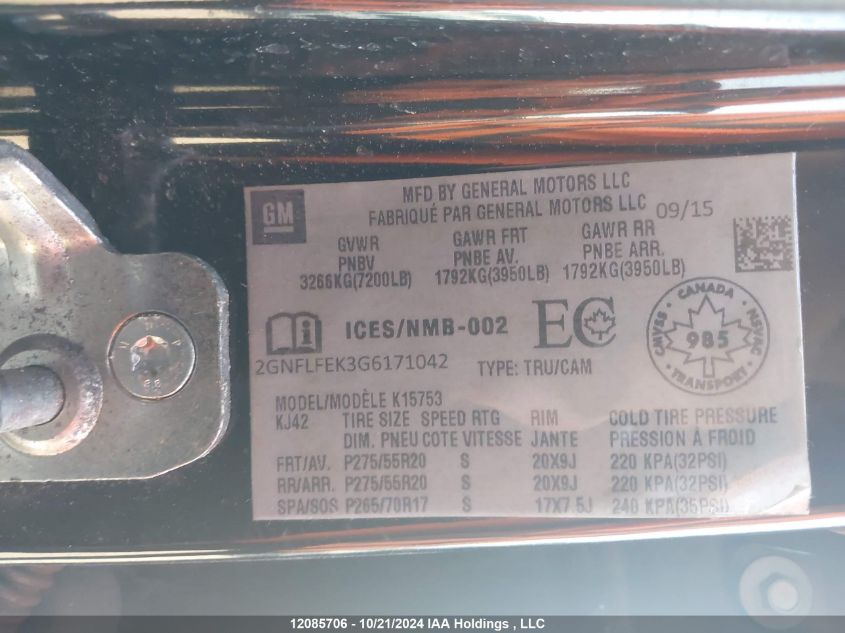 GM
MFD BY GENERAL MOTORS LLC
FABRIQUÉ PAR GENERAL MOTORS LLC 09/15
GVWR GAWR FRT GAWR RR
PNBV PNBE AV. PNBE ARR.
3266KG(7200LB) 1792KG(3950LB) 1792KG(3950LB)
ICES/NMB-002 EC
CANADA
CMVSS 985 NSVAC
TRANSPORT
2GNFLFEK3G6171042 TYPE: TRU/CAM
MODEL/MODÈLE K15753
KJ42 TIRE SIZE SPEED RTG RIM COLD TIRE PRESSURE
DIM. PNEU COTE VITESSE JANTE PRESSION À FROID
FRT/AV. P275/55R20 S 20X9J 220 KPA(32PSI)
RR/ARR. P275/55R20 S 20X9J 220 KPA(32PSI)
SPA/SOS P265/70R17 S 17X7.5J 240 KPA(35PSI)
12085706 - 10/21/2024 IAA Holdings , LLC